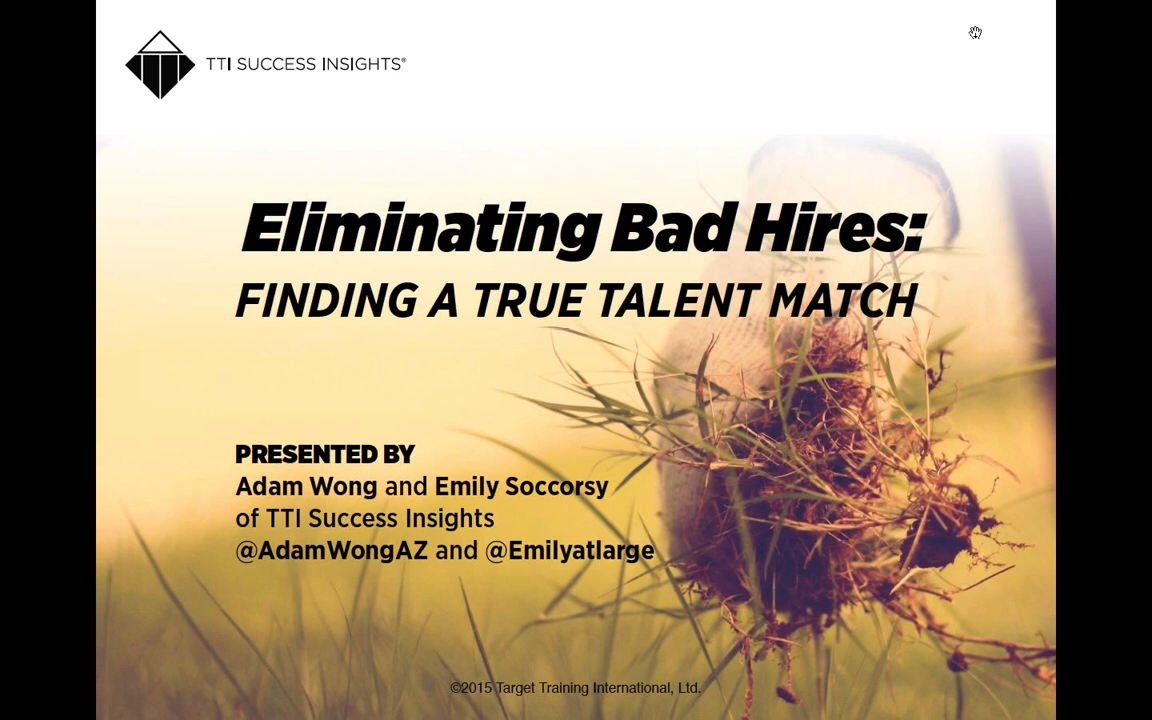 TTI SUCCESS INSIGHTS®
Eliminating Bad Hires:
FINDING A TRUE TALENT MATCH
PRESENTED BY
Adam Wong and Emily Soccorsy
of TTI Success Insights
@AdamWongAZ and @Emilyatlarge
©2015 Target Training International, Ltd.